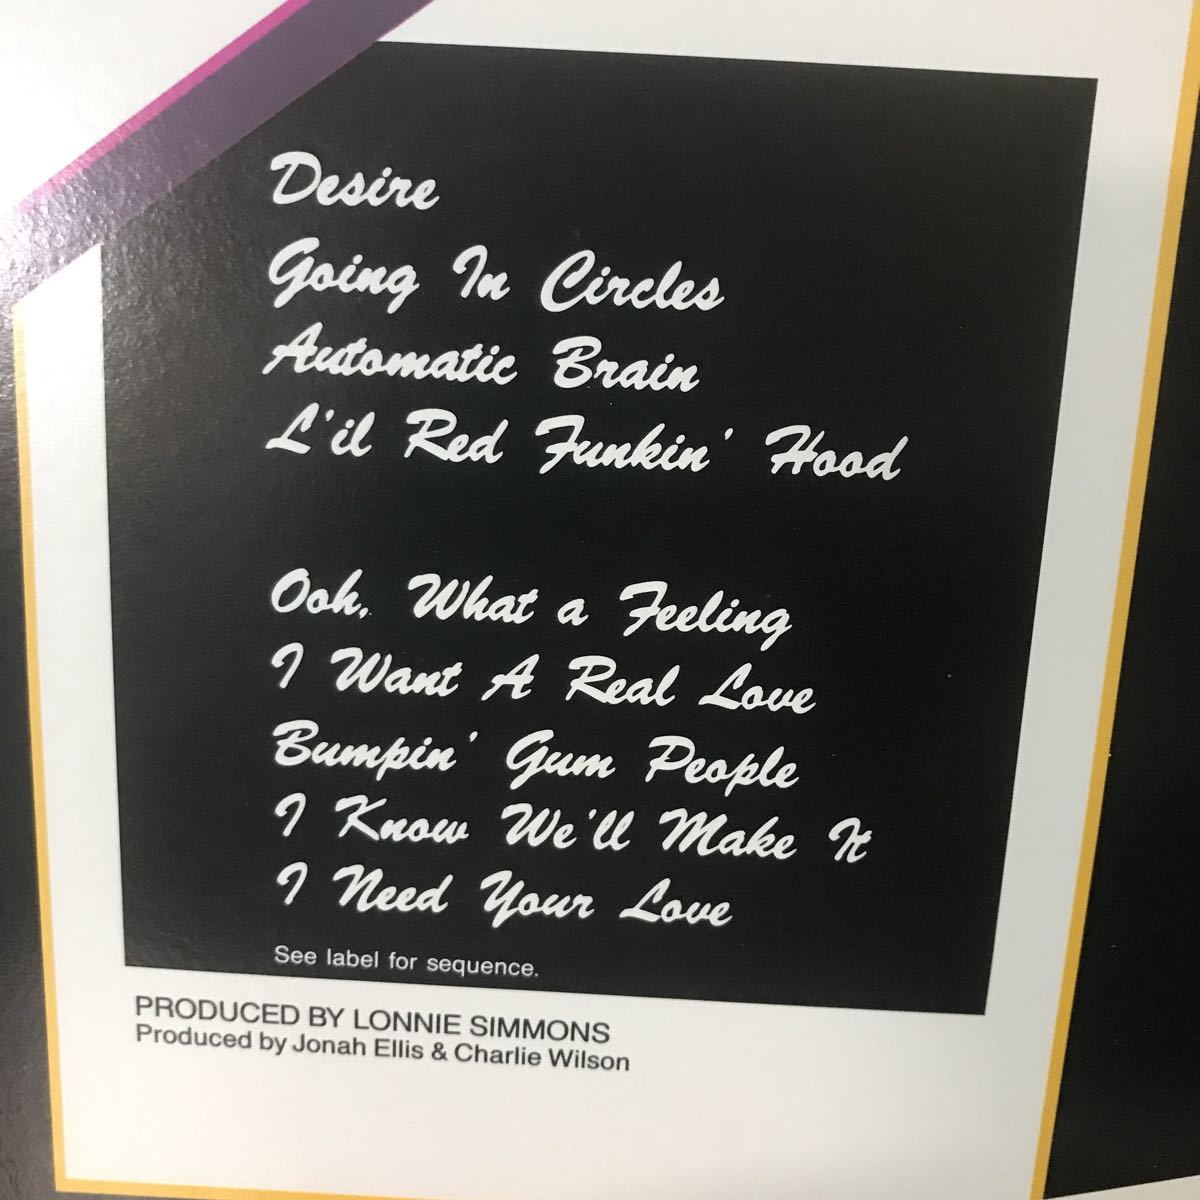 Desire
Going In Circles
Automatic Brain
L'il Red Funkin' Hood
Ooh, What a Feeling
I Want A Real Love
Bumpin' Gum People
I Know We'll Make It
I Need Your Love
See label for sequence.
PRODUCED BY LONNIE SIMMONS
Produced by Jonah Ellis & Charlie Wilson